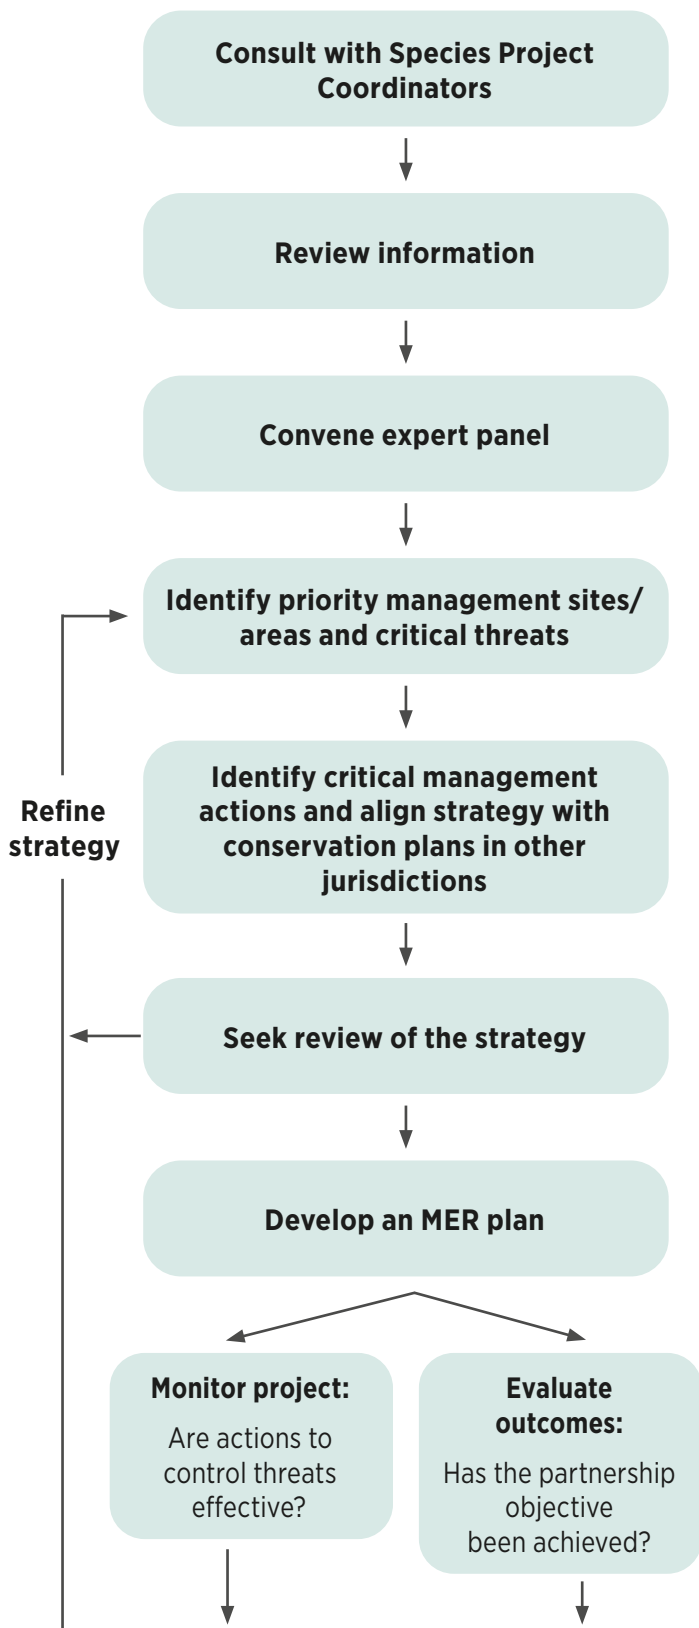 Consult with Species Project
Coordinators
Review information
Convene expert panel
Identify priority management sites/
areas and critical threats
Identify critical management
actions and align strategy with
conservation plans in other
jurisdictions
Refine
strategy
Seek review of the strategy
Develop an MER plan
Monitor project:
Are actions to
control threats
effective?
Evaluate
outcomes:
Has the partnership
objective
been achieved?